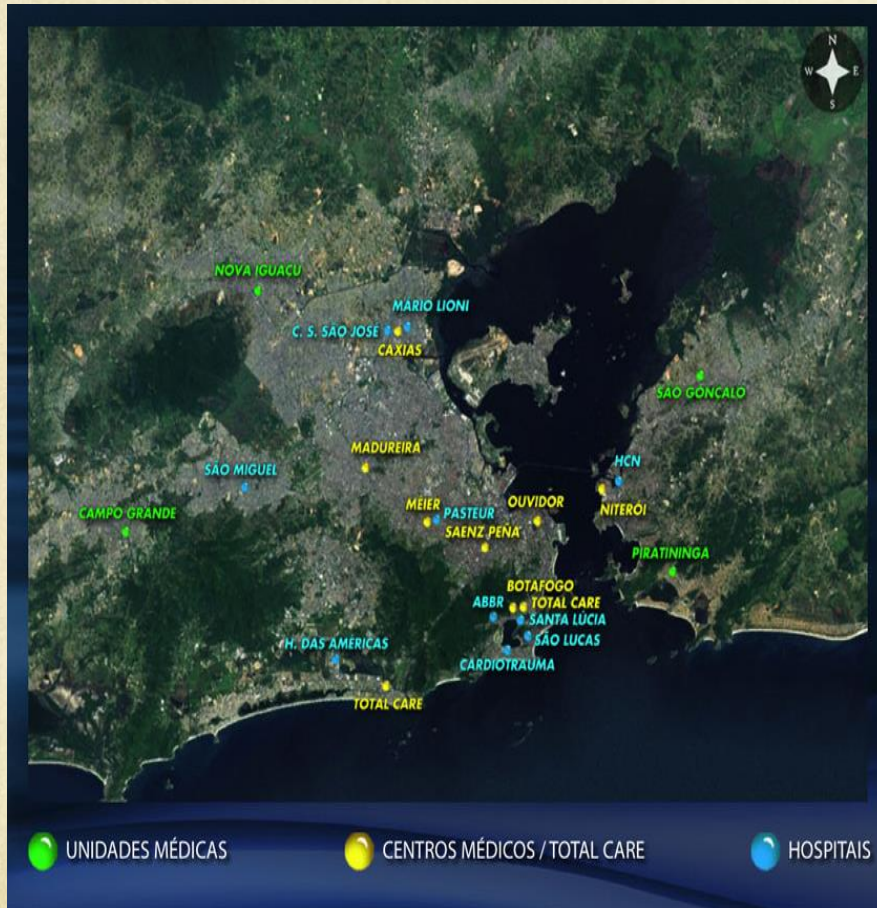 N
W E
S
NOVA IGUAÇU
MÁRIO LIONI
C. S. SÃO JOSÉ
CAXIAS
SÃO GONÇALO
MADUREIRA
SÃO MIGUEL
HCN
CAMPO GRANDE
MÉIER
PASTEUR
OUVIDOR
NITERÓI
SAENZ PEÑA
PIRATININGA
BOTAFOGO
ABBR
TOTAL CARE
SANTA LÚCIA
SÃO LUCAS
H. DAS AMÉRICAS
CARDIOTRAUMA
TOTAL CARE
UNIDADES MÉDICAS
CENTROS MÉDICOS / TOTAL CARE
HOSPITAIS